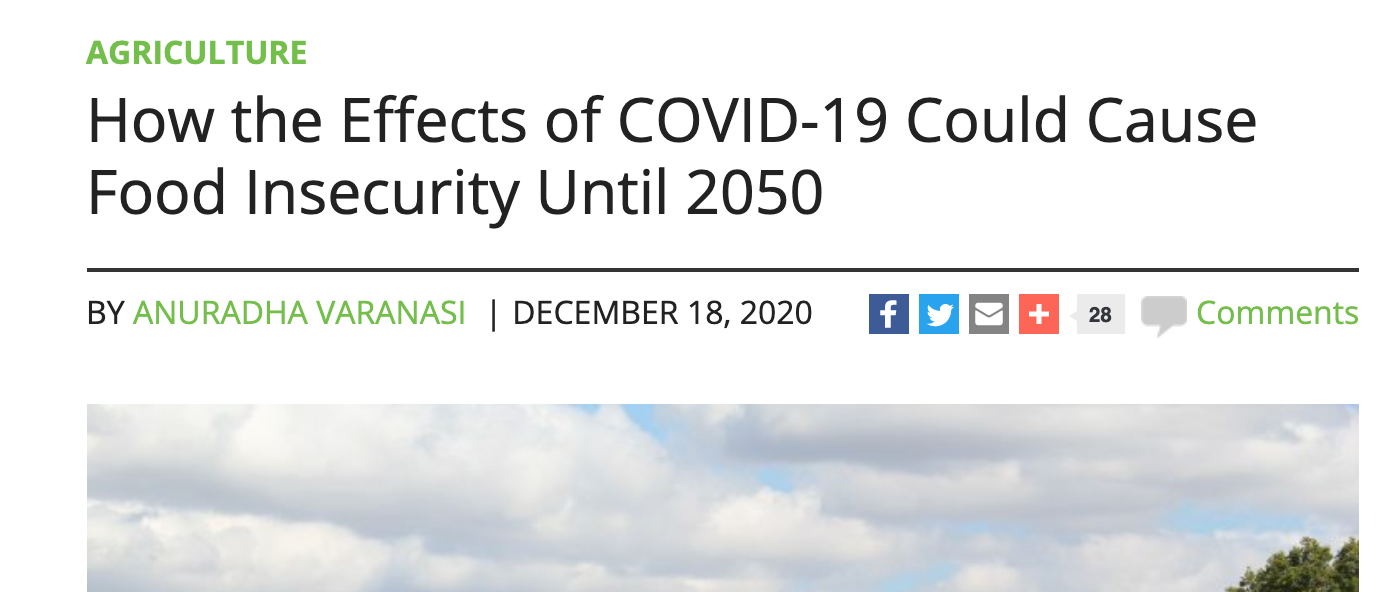 AGRICULTURE
How the Effects of COVID-19 Could Cause
Food Insecurity Until 2050
BY ANURADHA VARANASI | DECEMBER 18, 2020 28 Comments